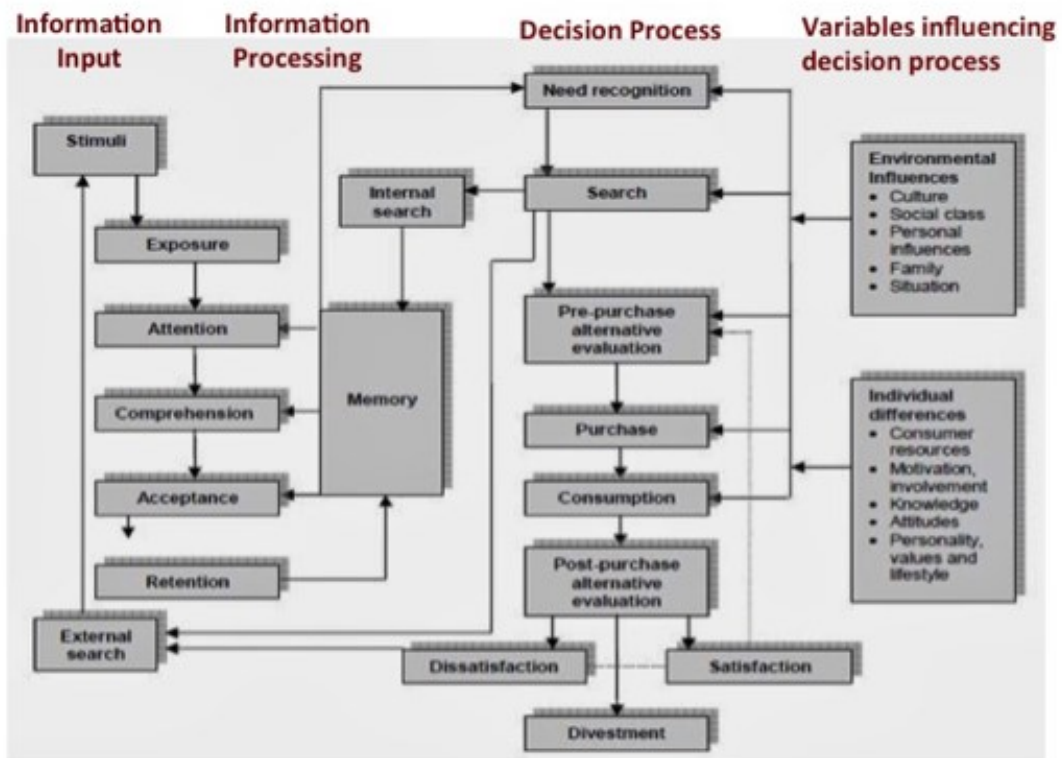 Information
Input
Information
Processing
Decision Process
Variables influencing
decision process
Stimuli
Exposure
Attention
Comprehension
Acceptance
Retention
External
search
Internal
search
Memory
Need recognition
Search
Pre-purchase
alternative
evaluation
Purchase
Consumption
Post-purchase
alternative
evaluation
Dissatisfaction
Satisfaction
Divestment
Environmental
Influences
• Culture
• Social class
• Personal
influences
• Family
• Situation
Individual
differences
• Consumer
resources
• Motivation,
involvement
• Knowledge
• Attitudes
• Personality,
values and
lifestyle